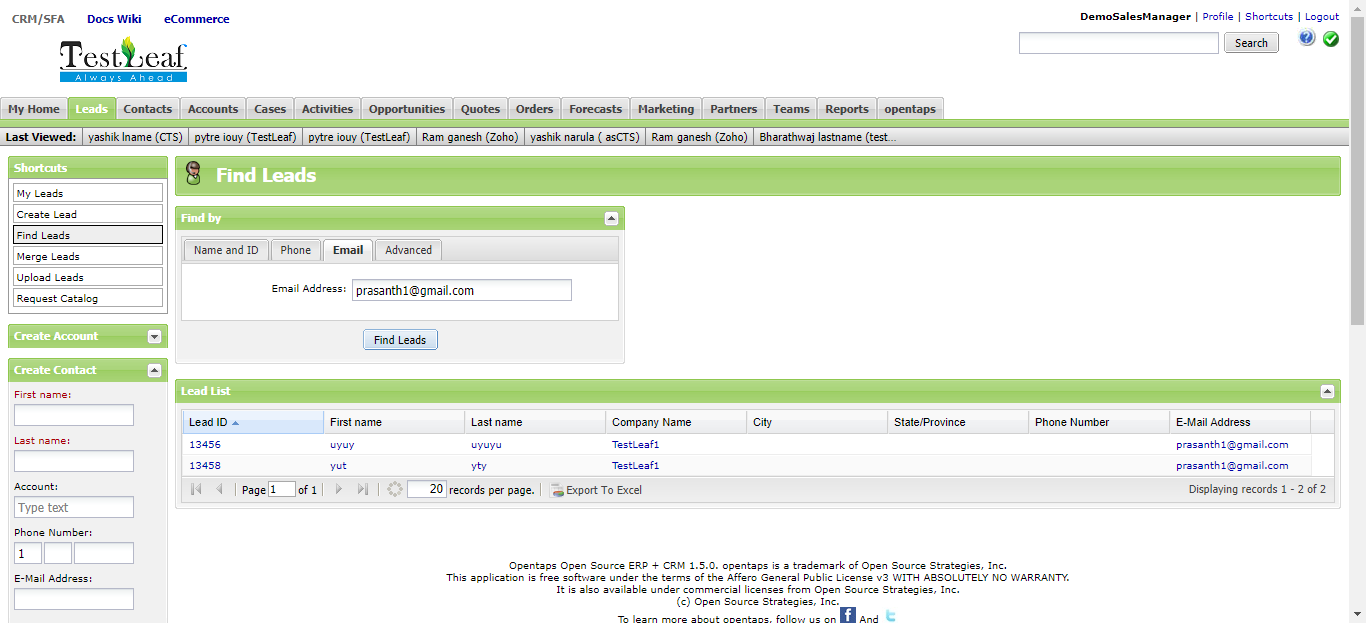 CRM/SFA Docs Wiki eCommerce
DemoSalesManager | Profile | Shortcuts | Logout
TestLeaf
Always Ahead
Search
My Home Leads Contacts Accounts Cases Activities Opportunities Quotes Orders Forecasts Marketing Partners Teams Reports opentaps
Last Viewed: yashik lname (CTS) pytre iouy (TestLeaf) pytre iouy (TestLeaf) Ram ganesh (Zoho) yashik narula ( asCTS) Ram ganesh (Zoho) Bharathwaj lastname (test...
Shortcuts
My Leads
Create Lead
Find Leads
Merge Leads
Upload Leads
Request Catalog
Create Account
Create Contact
First name:
Last name:
Account:
Type text
Phone Number:
1
E-Mail Address:
Find Leads
Find by
Name and ID Phone Email Advanced
Email Address: prasanth1@gmail.com
Find Leads
Lead List
Lead ID First name Last name Company Name City State/Province Phone Number E-Mail Address
13456 uyuy uyuyu TestLeaf1 prasanth1@gmail.com
13458 yut yty TestLeaf1 prasanth1@gmail.com
Page 1 of 1 20 records per page. Export To Excel Displaying records 1 - 2 of 2
Opentaps Open Source ERP + CRM 1.5.0. opentaps is a trademark of Open Source Strategies, Inc.
This application is free software under the terms of the Affero General Public License v3 WITH ABSOLUTELY NO WARRANTY.
It is also available under commercial licenses from Open Source Strategies, Inc.
(c) Open Source Strategies, Inc.
To learn more about opentaps, follow us on f And t